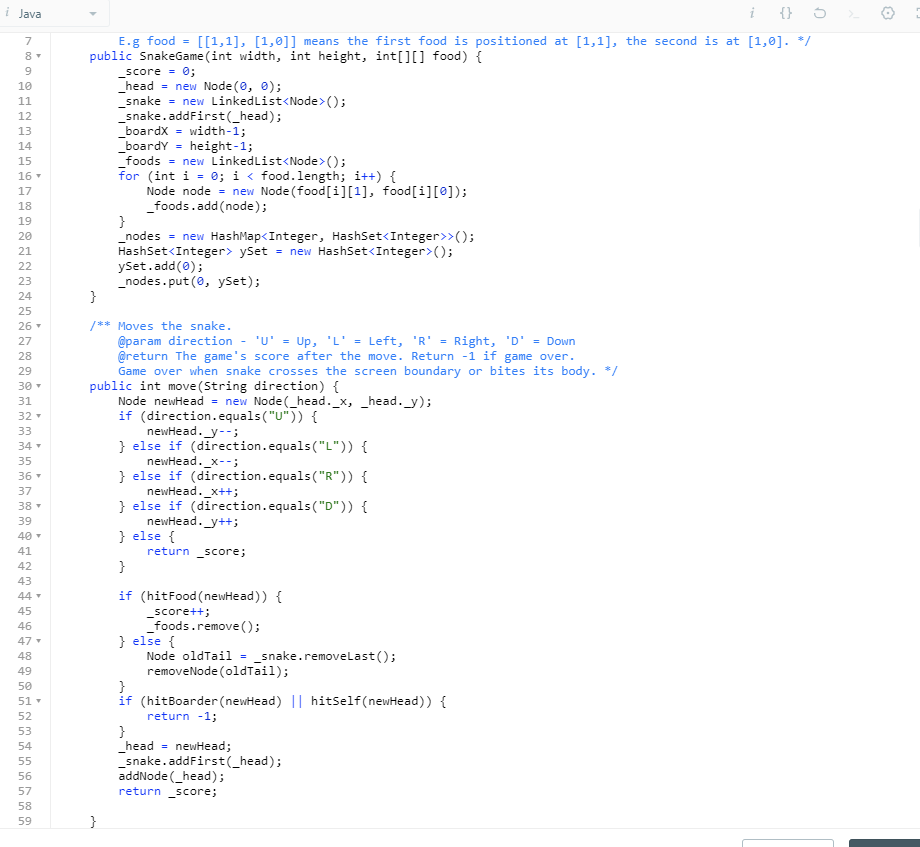 i Java
i {} >_
7 E.g food = [[1,1], [1,0]] means the first food is positioned at [1,1], the second is at [1,0]. */
8 public SnakeGame(int width, int height, int[][] food) {
9 _score = 0;
10 _head = new Node(0, 0);
11 _snake = new LinkedList<Node>();
12 _snake.addFirst(_head);
13 _boardX = width-1;
14 _boardY = height-1;
15 _foods = new LinkedList<Node>();
16 for (int i = 0; i < food.length; i++) {
17 Node node = new Node(food[i][1], food[i][0]);
18 _foods.add(node);
19 }
20 _nodes = new HashMap<Integer, HashSet<Integer>>();
21 HashSet<Integer> ySet = new HashSet<Integer>();
22 ySet.add(0);
23 _nodes.put(0, ySet);
24 }
25
26 /** Moves the snake.
27 @param direction - 'U' = Up, 'L' = Left, 'R' = Right, 'D' = Down
28 @return The game's score after the move. Return -1 if game over.
29 Game over when snake crosses the screen boundary or bites its body. */
30 public int move(String direction) {
31 Node newHead = new Node(_head._x, _head._y);
32 if (direction.equals("U")) {
33 newHead._y--;
34 } else if (direction.equals("L")) {
35 newHead._x--;
36 } else if (direction.equals("R")) {
37 newHead._x++;
38 } else if (direction.equals("D")) {
39 newHead._y++;
40 } else {
41 return _score;
42 }
43
44 if (hitFood(newHead)) {
45 _score++;
46 _foods.remove();
47 } else {
48 Node oldTail = _snake.removeLast();
49 removeNode(oldTail);
50 }
51 if (hitBoarder(newHead) || hitSelf(newHead)) {
52 return -1;
53 }
54 _head = newHead;
55 _snake.addFirst(_head);
56 addNode(_head);
57 return _score;
58
59 }